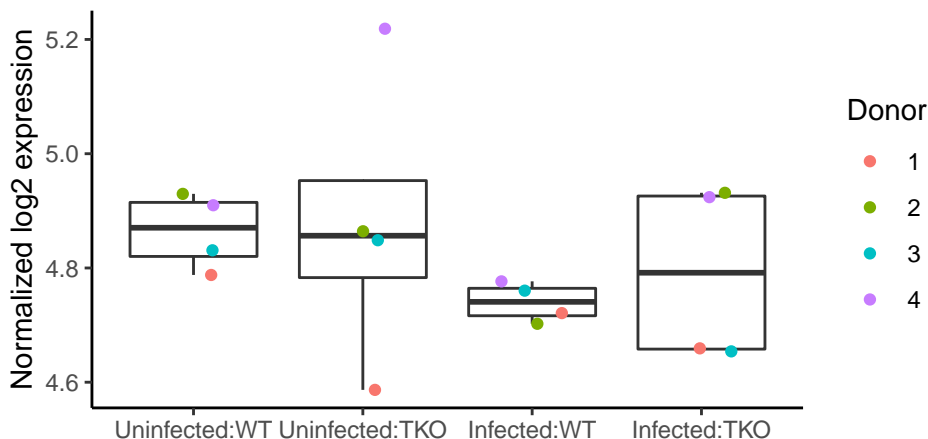 Normalized log2 expression
5.2
5.0
4.8
4.6
Uninfected:WT
Uninfected:TKO
Infected:WT
Infected:TKO
Donor
1
2
3
4